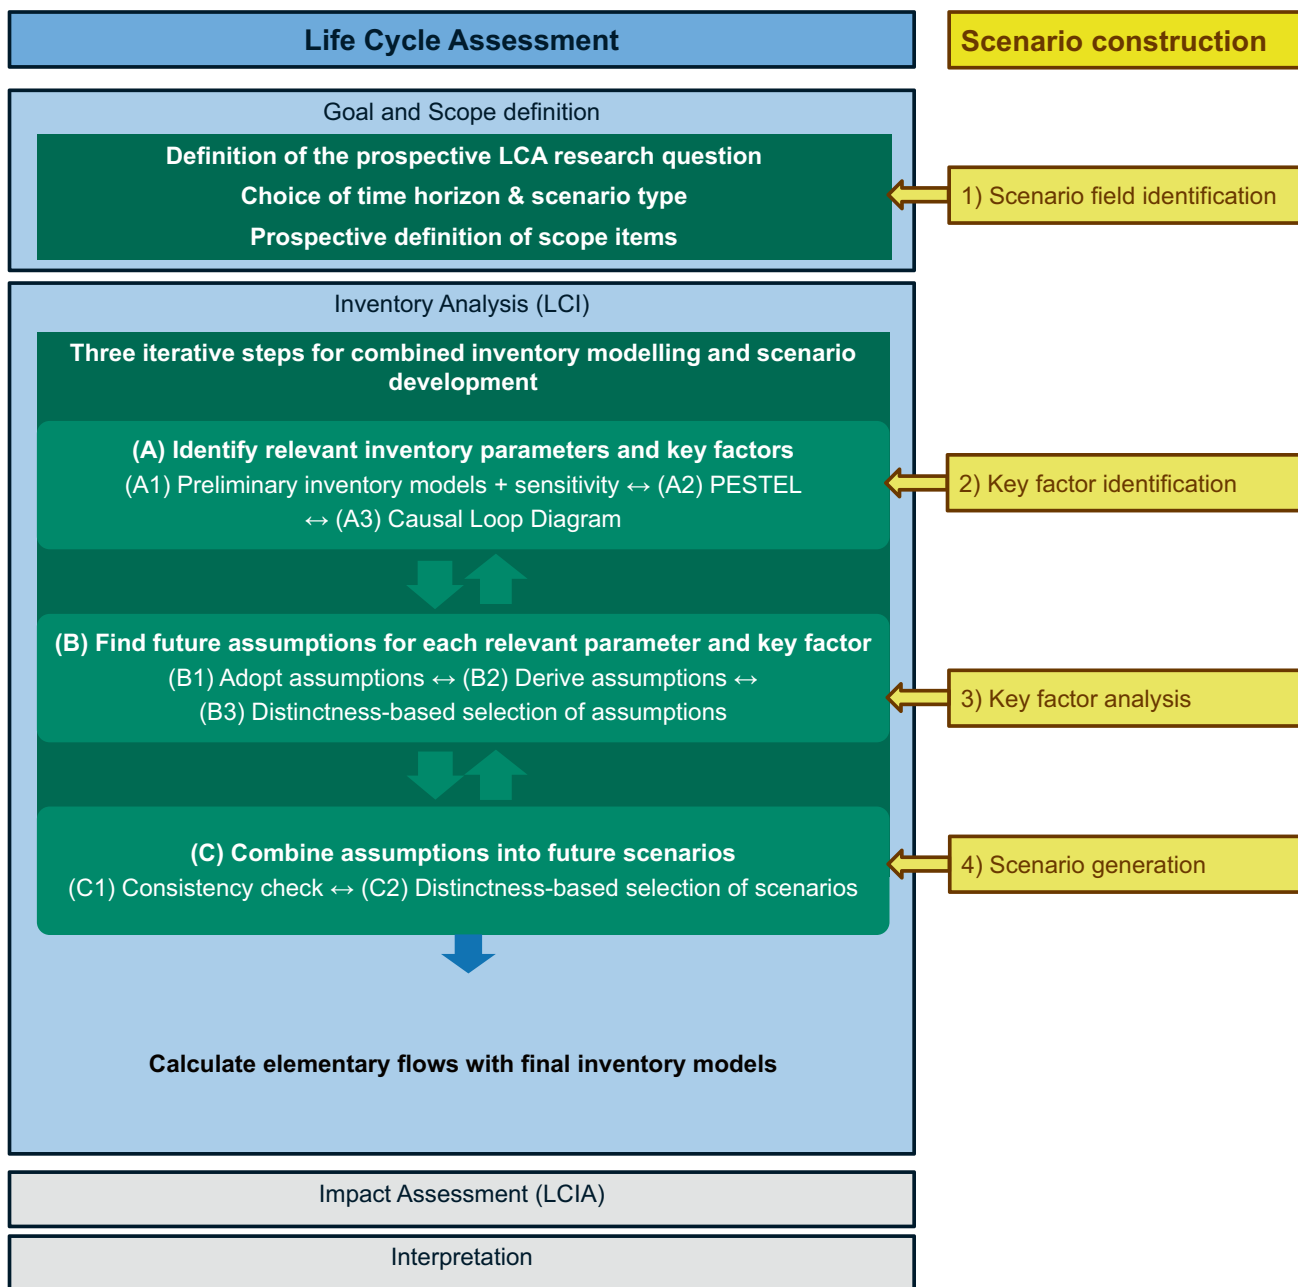 Life Cycle Assessment
Scenario construction
Goal and Scope definition
Definition of the prospective LCA research question
Choice of time horizon & scenario type
Prospective definition of scope items
1) Scenario field identification
Inventory Analysis (LCI)
Three iterative steps for combined inventory modelling and scenario
development
(A) Identify relevant inventory parameters and key factors
(A1) Preliminary inventory models + sensitivity ↔ (A2) PESTEL
↔ (A3) Causal Loop Diagram
2) Key factor identification
(B) Find future assumptions for each relevant parameter and key factor
(B1) Adopt assumptions ↔ (B2) Derive assumptions ↔
(B3) Distinctness-based selection of assumptions
3) Key factor analysis
(C) Combine assumptions into future scenarios
(C1) Consistency check ↔ (C2) Distinctness-based selection of scenarios
4) Scenario generation
Calculate elementary flows with final inventory models
Impact Assessment (LCIA)
Interpretation